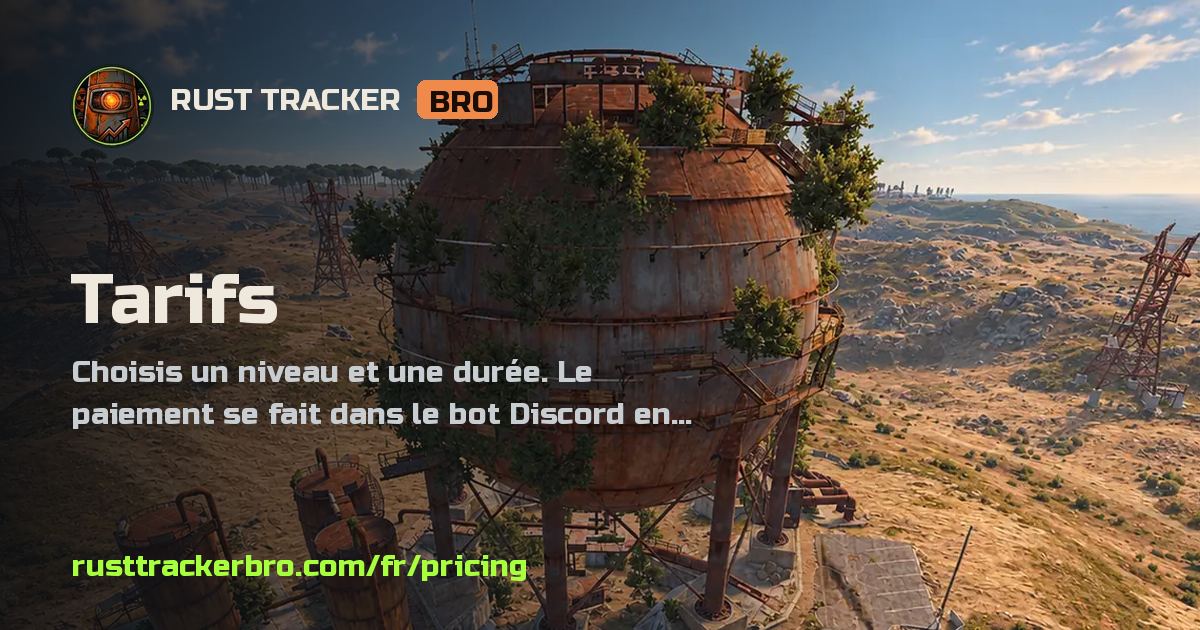 RUST TRACKER BRO
Tarifs
Choisis un niveau et une durée. Le
paiement se fait dans le bot Discord en...
rusttrackerbro.com/fr/pricing